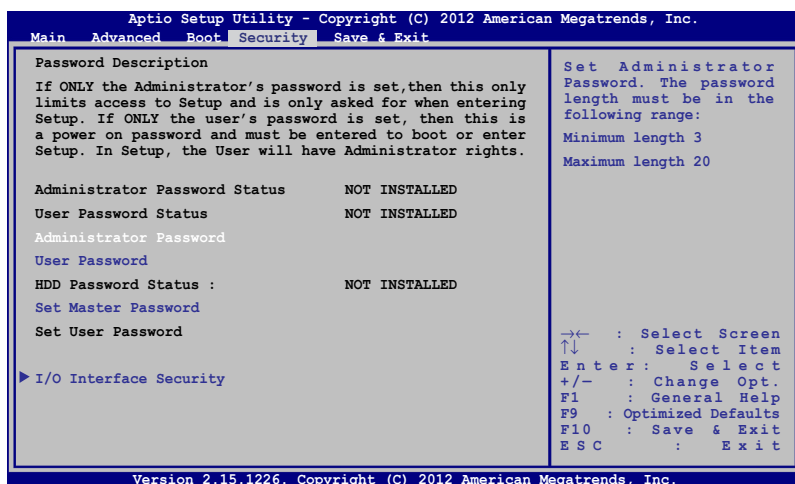 Aptio Setup Utility - Copyright (C) 2012 American Megatrends, Inc.
Main Advanced Boot Security Save & Exit
Password Description
If ONLY the Administrator's password is set,then this only
limits access to Setup and is only asked for when entering
Setup. If ONLY the user's password is set, then this is
a power on password and must be entered to boot or enter
Setup. In Setup, the User will have Administrator rights.
Administrator Password Status NOT INSTALLED
User Password Status NOT INSTALLED
Administrator Password
User Password
HDD Password Status : NOT INSTALLED
Set Master Password
Set User Password
I/O Interface Security
Set Administrator
Password. The password
length must be in the
following range:
Minimum length 3
Maximum length 20
→← : Select Screen
↑↓ : Select Item
Enter: Select
+/— : Change Opt.
F1 : General Help
F9 : Optimized Defaults
F10 : Save & Exit
ESC : Exit
Version 2.15.1226. Copyright (C) 2012 American Megatrends, Inc.